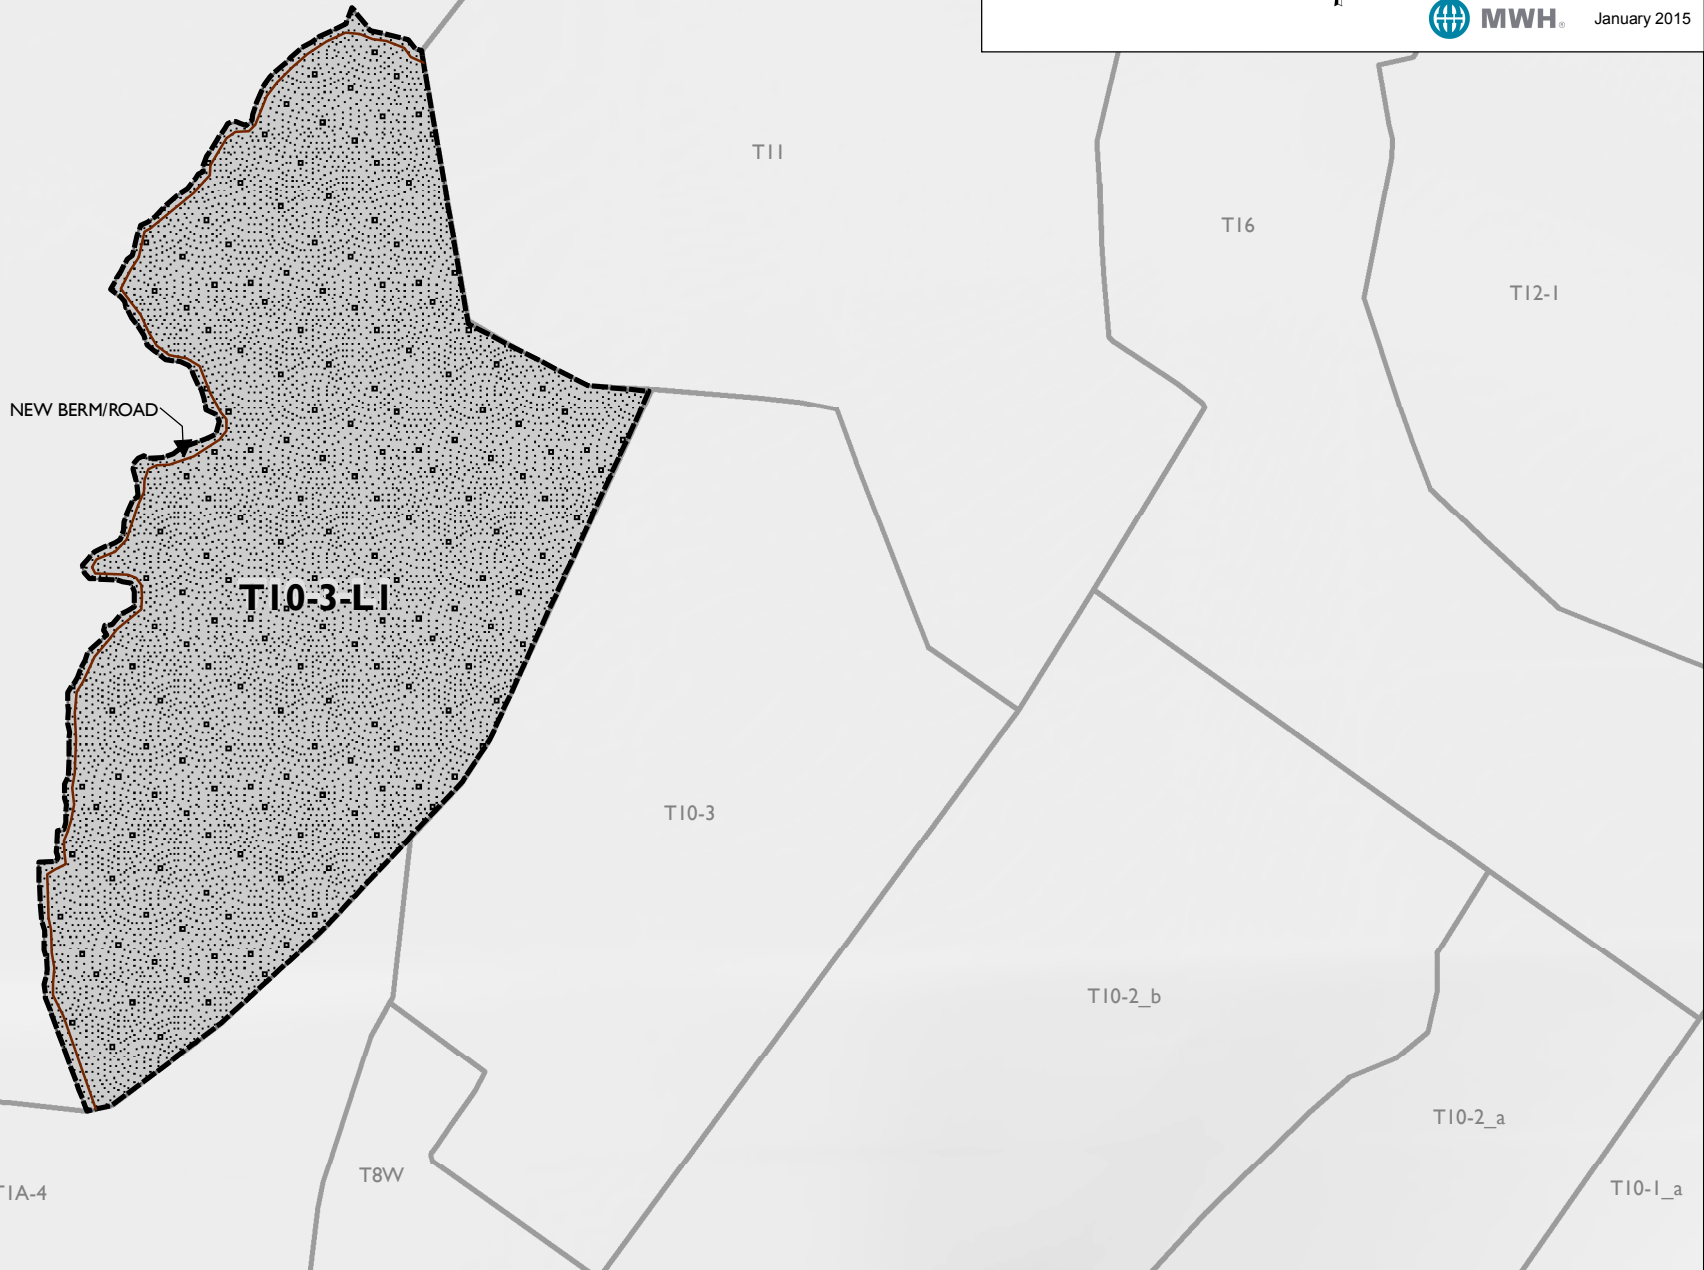 MWH® January 2015
T11
T16
T12-1
NEW BERM/ROAD
T10-3-L1
T10-3
T10-2_b
T10-2_a
T8W
T10-1_a
T1A-4